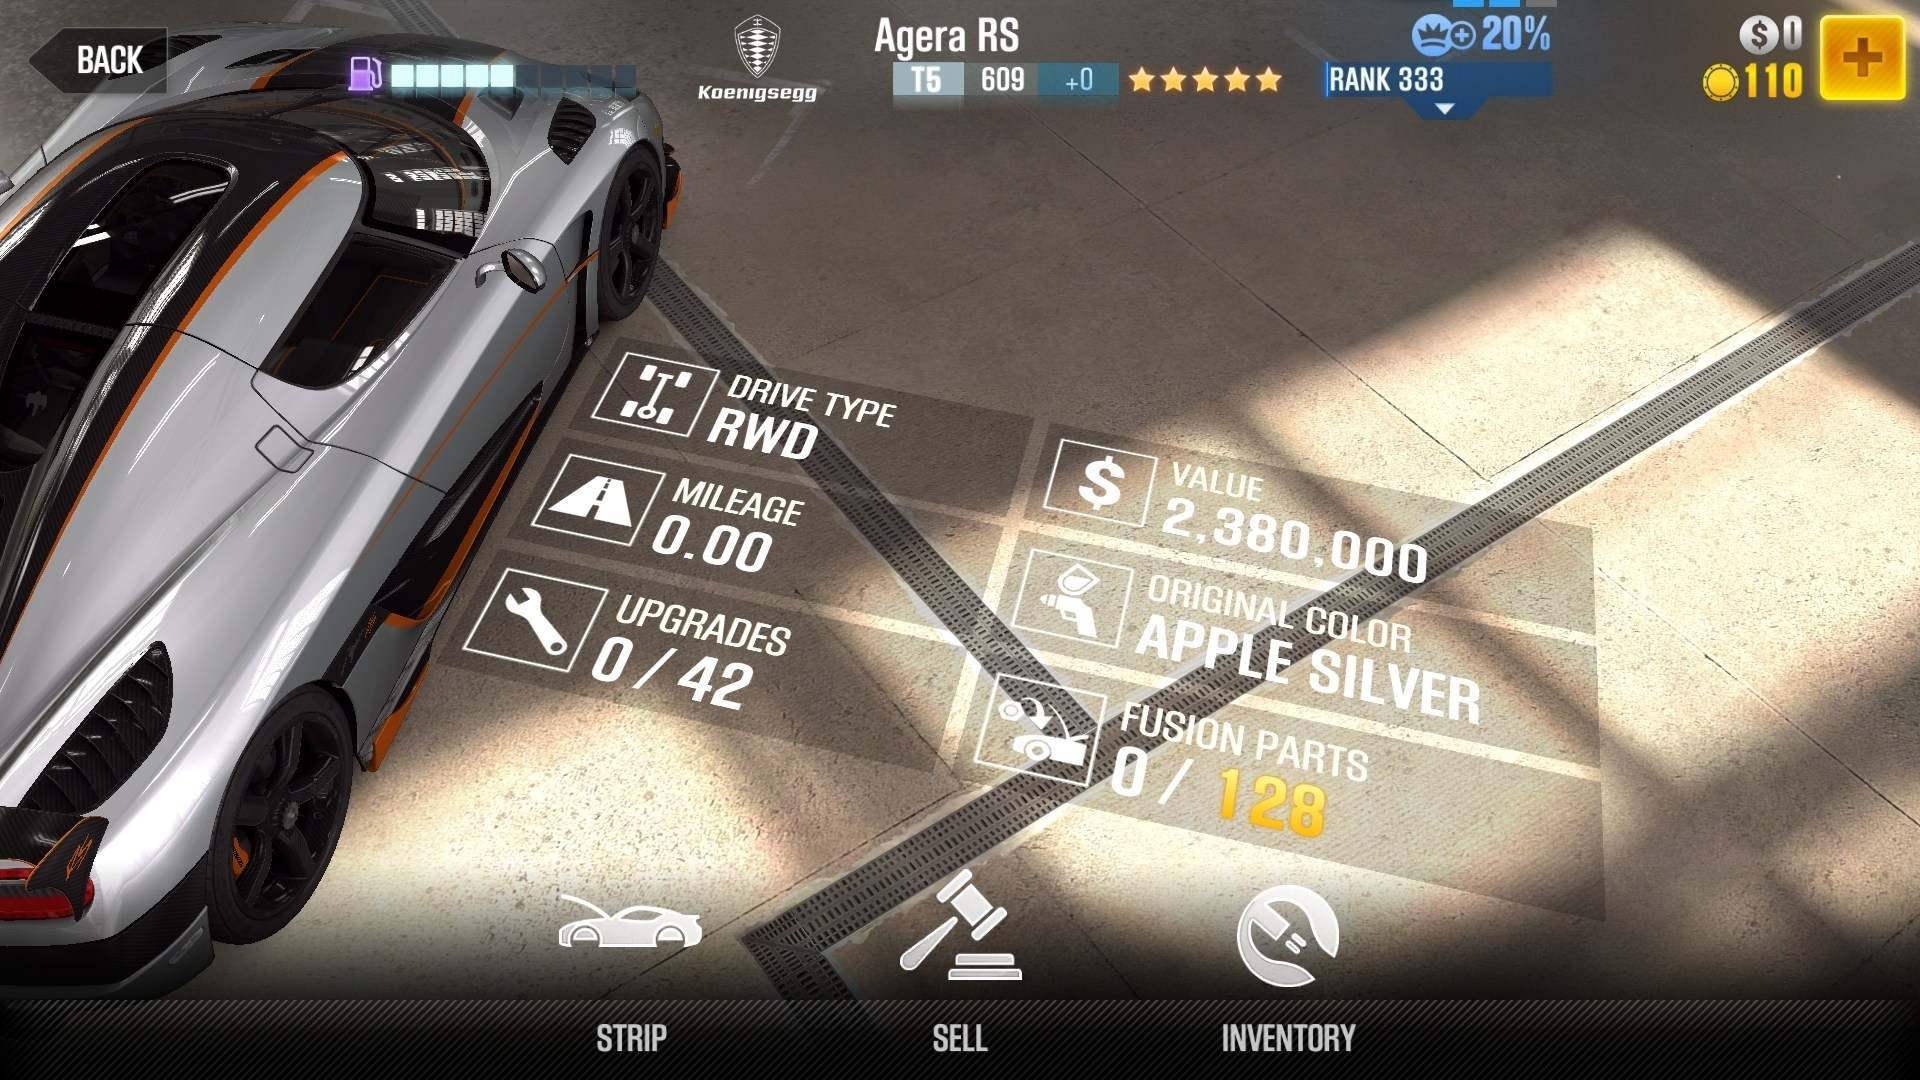 BACK
Koenigsegg
Agera RS
T5 609 +0
RANK 333
20%
$ 0
110
DRIVE TYPE
RWD
MILEAGE
0.00
UPGRADES
0 / 42
$ VALUE
2,380,000
ORIGINAL COLOR
APPLE SILVER
FUSION PARTS
0 / 128
STRIP
SELL
INVENTORY